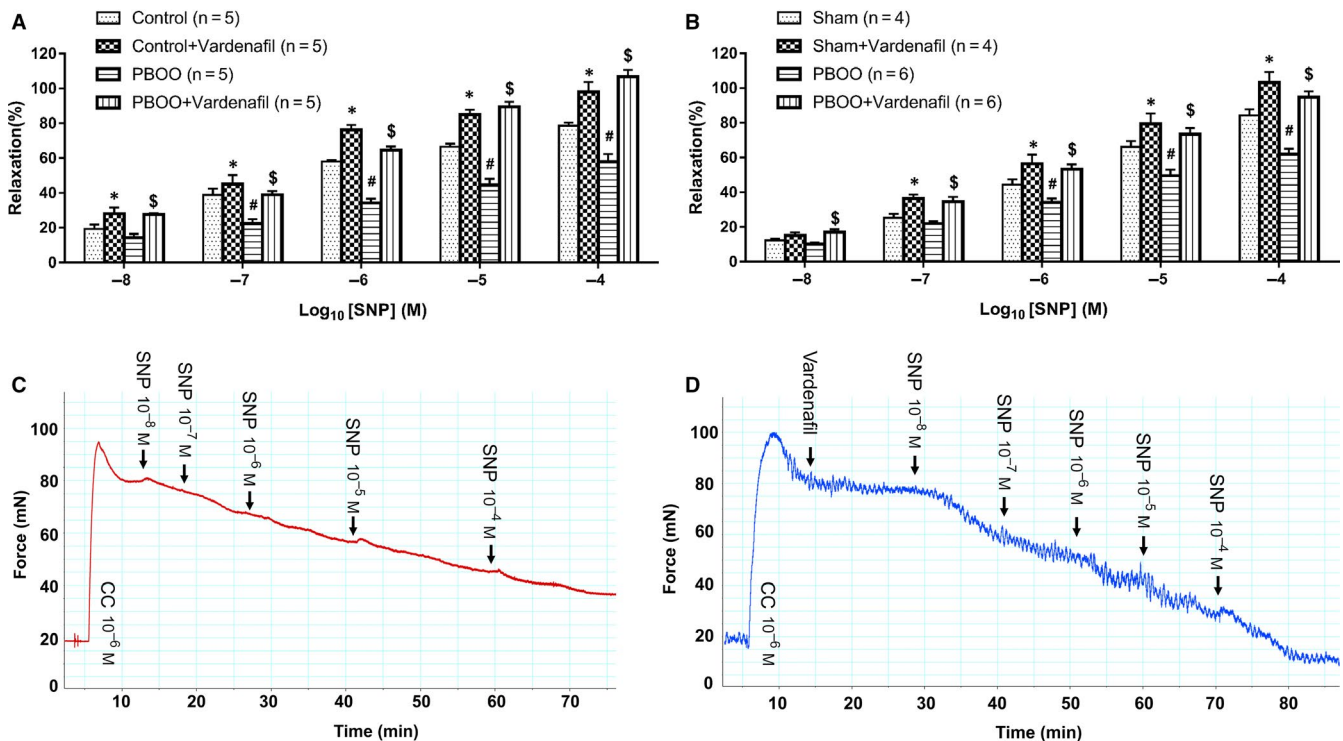 A
Control (n = 5)
Control+Vardenafil (n = 5)
PBOO (n = 5)
PBOO+Vardenafil (n = 5)
Relaxation(%)
120
100
80
60
40
20
0
* $
* # $
* # $
* # $
* # $
–8 –7 –6 –5 –4
Log10 [SNP] (M)
B
Sham (n = 4)
Sham+Vardenafil (n = 4)
PBOO (n = 6)
PBOO+Vardenafil (n = 6)
Relaxation(%)
120
100
80
60
40
20
0
$
* $
* # $
* # $
* # $
–8 –7 –6 –5 –4
Log10 [SNP] (M)
C
SNP 10–8 M
SNP 10–7 M
SNP 10–6 M
SNP 10–5 M
SNP 10–4 M
CC 10–6 M
Force (mN)
100
80
60
40
20
0
10 20 30 40 50 60 70
Time (min)
D
Vardenafil
SNP 10–8 M
SNP 10–7 M
SNP 10–6 M
SNP 10–5 M
SNP 10–4 M
CC 10–6 M
Force (mN)
100
80
60
40
20
0
10 20 30 40 50 60 70 80
Time (min)